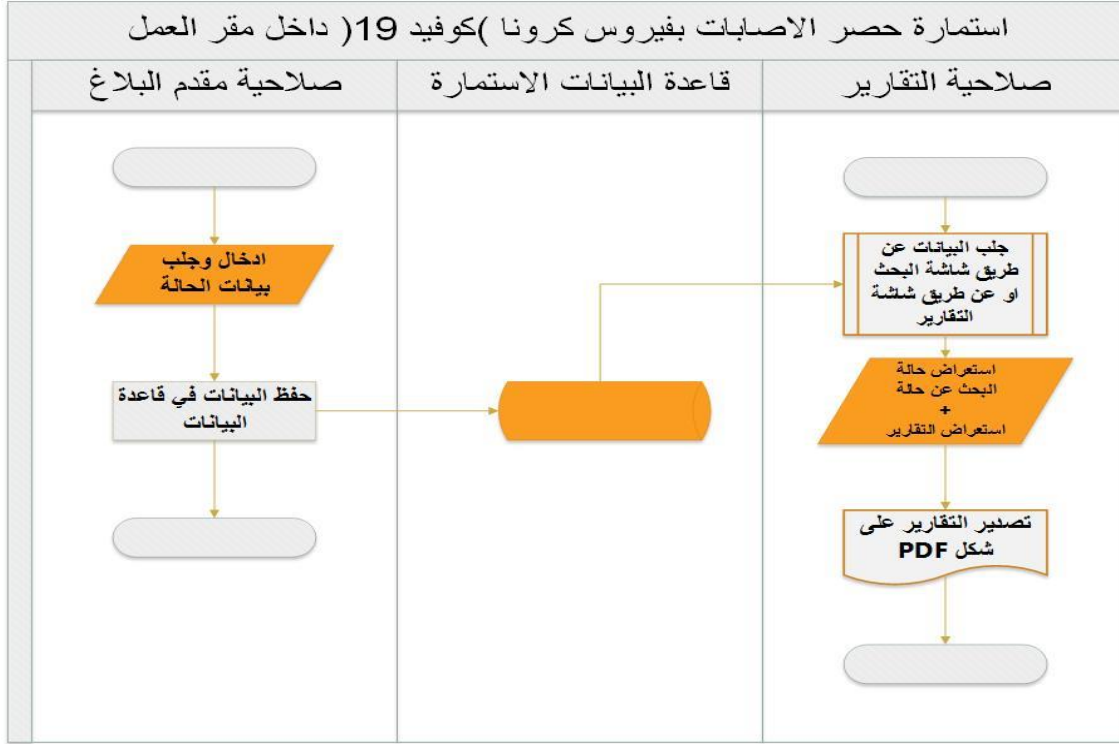 استمارة حصر الاصابات بفيروس كرونا )كوفيد 19( داخل مقر العمل
صلاحية التقارير
قاعدة البيانات الاستمارة
صلاحية مقدم البلاغ
جلب البيانات عن
طريق شاشة البحث
او عن طريق شاشة
التقارير
استعراض حالة
البحث عن حالة
+
استعراض التقارير
تصدير التقارير على
شكل PDF
ادخال وجلب
بيانات الحالة
حفظ البيانات في قاعدة
البيانات